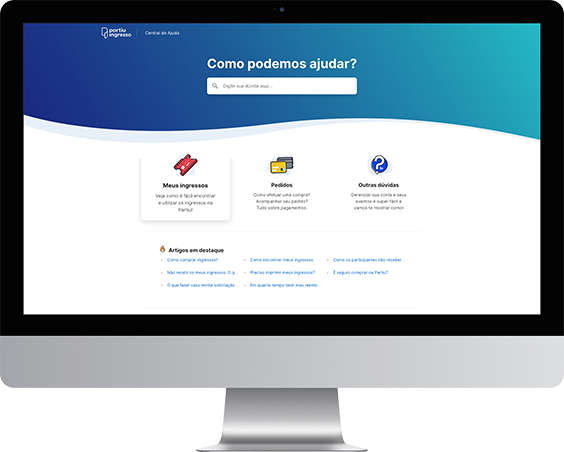 partiu
ingresso
Central de Ajuda
Como podemos ajudar?
Digite sua dúvida aqui...
Meus ingressos
Veja como é fácil encontrar
e utilizar os ingressos na
Partiu!
Pedidos
Como efetuar uma compra?
Acompanhar seu pedido?
Tudo sobre pagamentos.
Outras dúvidas
Gerenciar sua conta e seus
eventos é super fácil e
vamos te mostrar como!
Artigos em destaque
Como comprar ingresso?
Como encontrar meus ingressos
Como os participantes irão receber
Não recebi os meus ingressos, O q
Preciso imprimir meus ingressos?
É seguro comprar na Partiu?
O que fazer caso minha solicitação
Em quanto tempo terei meu reemb